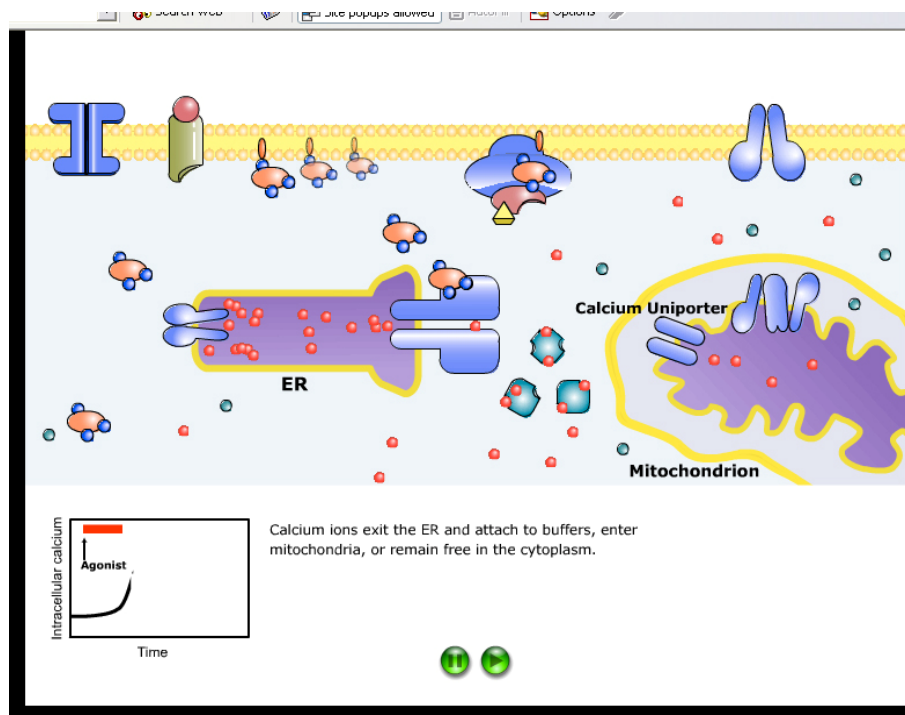 Search Web
Site popups allowed
AutoFill
Options
Calcium Uniporter
ER
Mitochondrion
Intracellular calcium
Agonist
Time
Calcium ions exit the ER and attach to buffers, enter
mitochondria, or remain free in the cytoplasm.